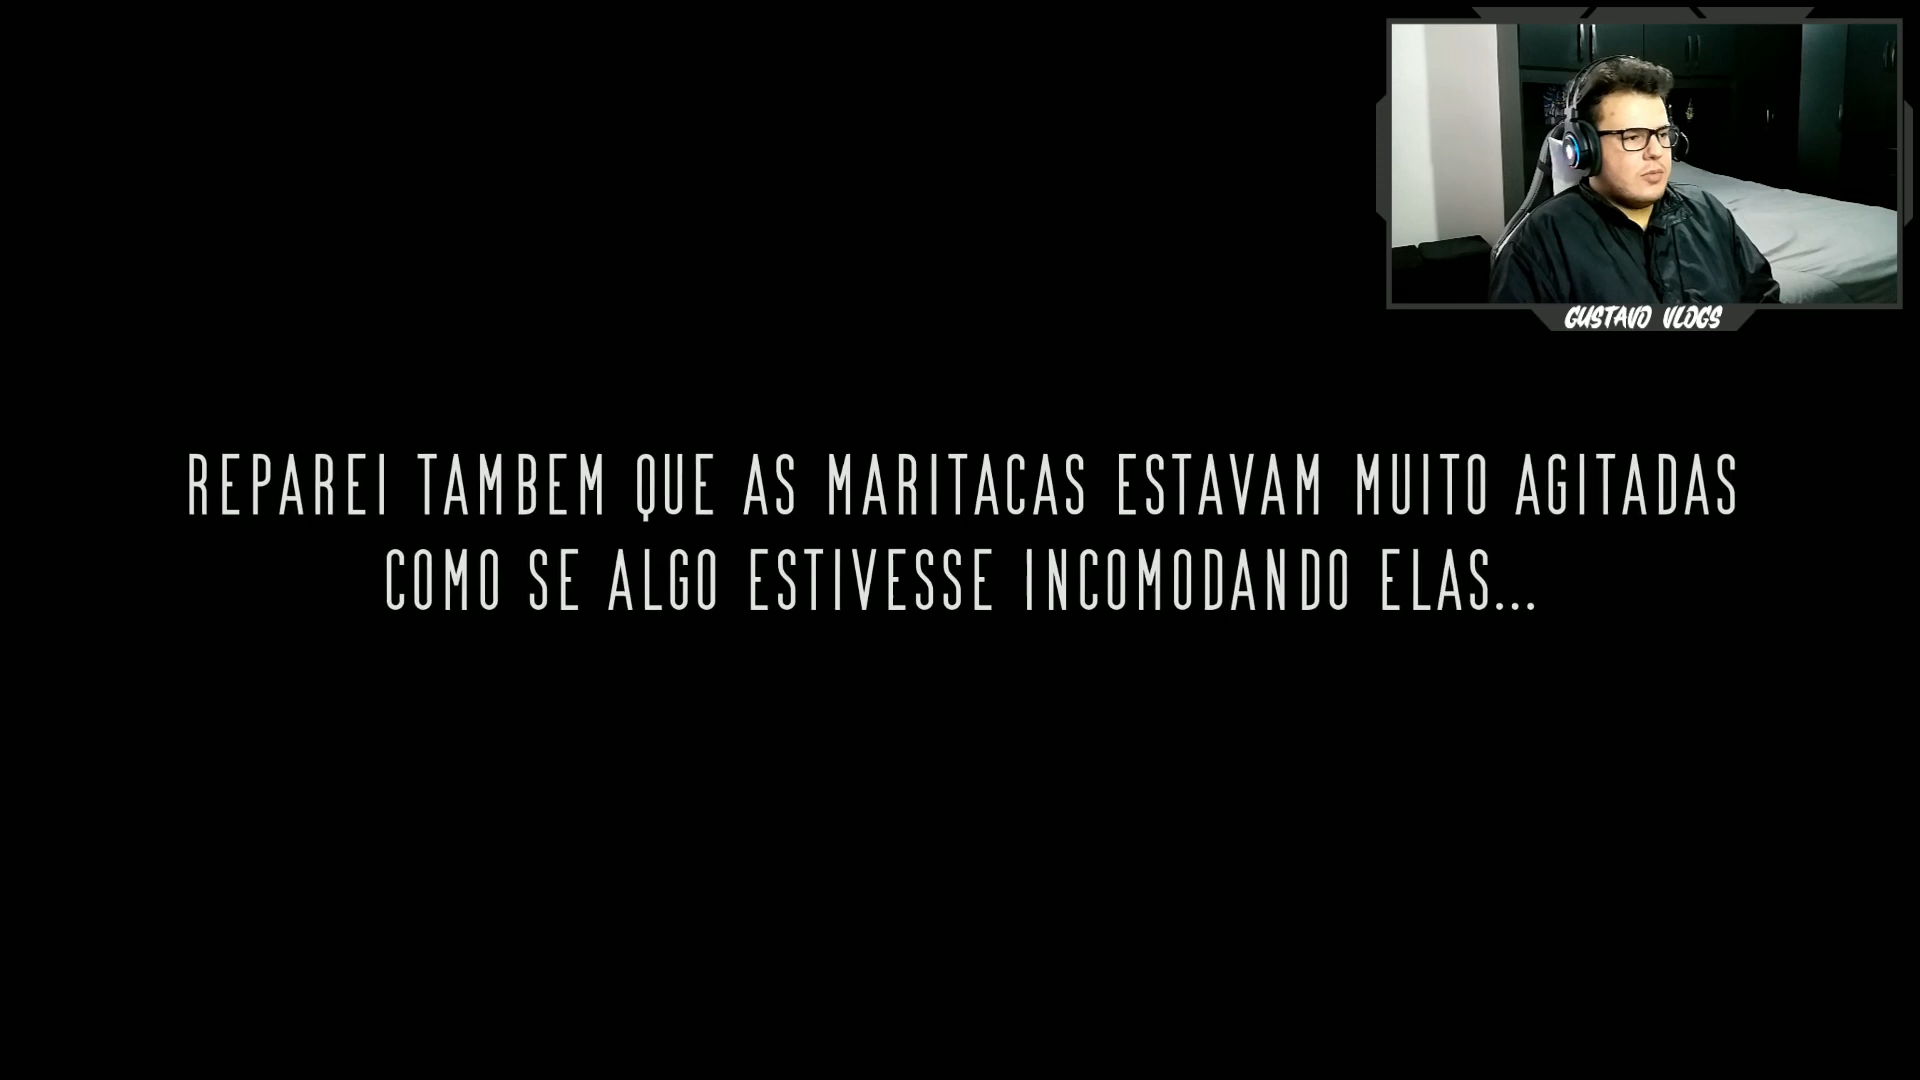 GUSTAVO VLOGS
REPAREI TAMBEM QUE AS MARITACAS ESTAVAM MUITO AGITADAS
COMO SE ALGO ESTIVESSE INCOMODANDO ELAS...